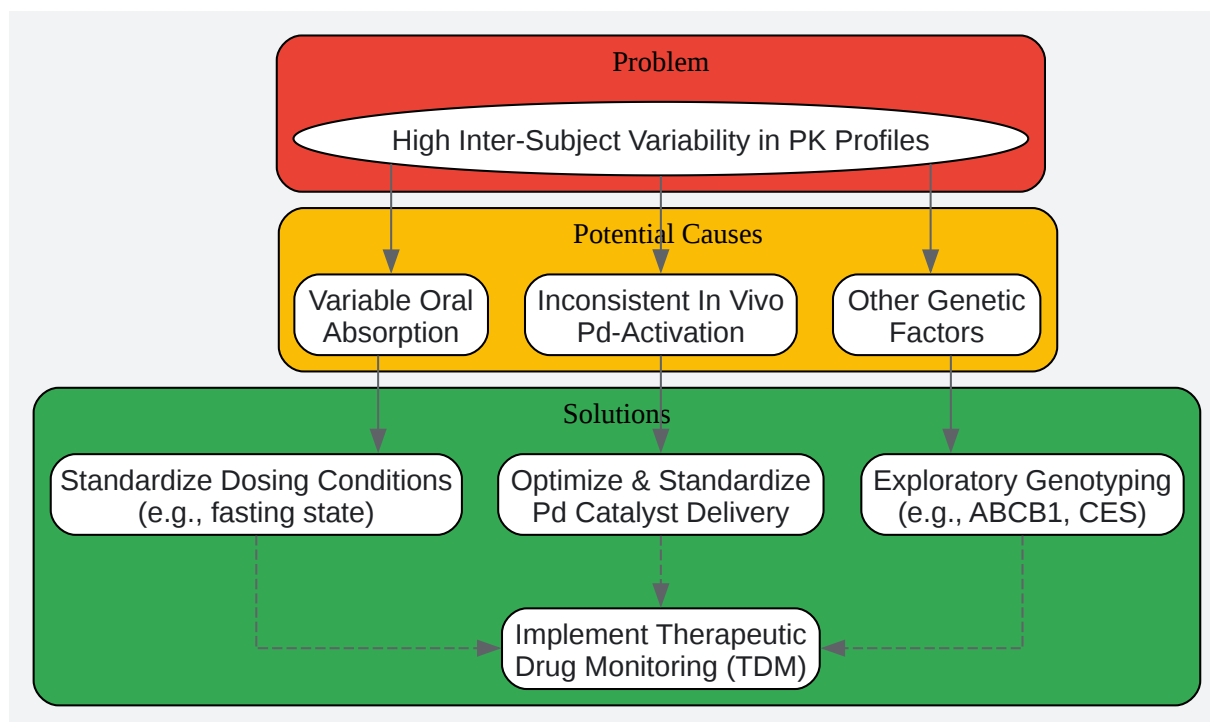 Problem
High Inter-Subject Variability in PK Profiles
Potential Causes
Variable Oral
Absorption
Inconsistent In Vivo
Pd-Activation
Other Genetic
Factors
Solutions
Standardize Dosing Conditions
(e.g., fasting state)
Optimize & Standardize
Pd Catalyst Delivery
Exploratory Genotyping
(e.g., ABCB1, CES)
Implement Therapeutic
Drug Monitoring (TDM)